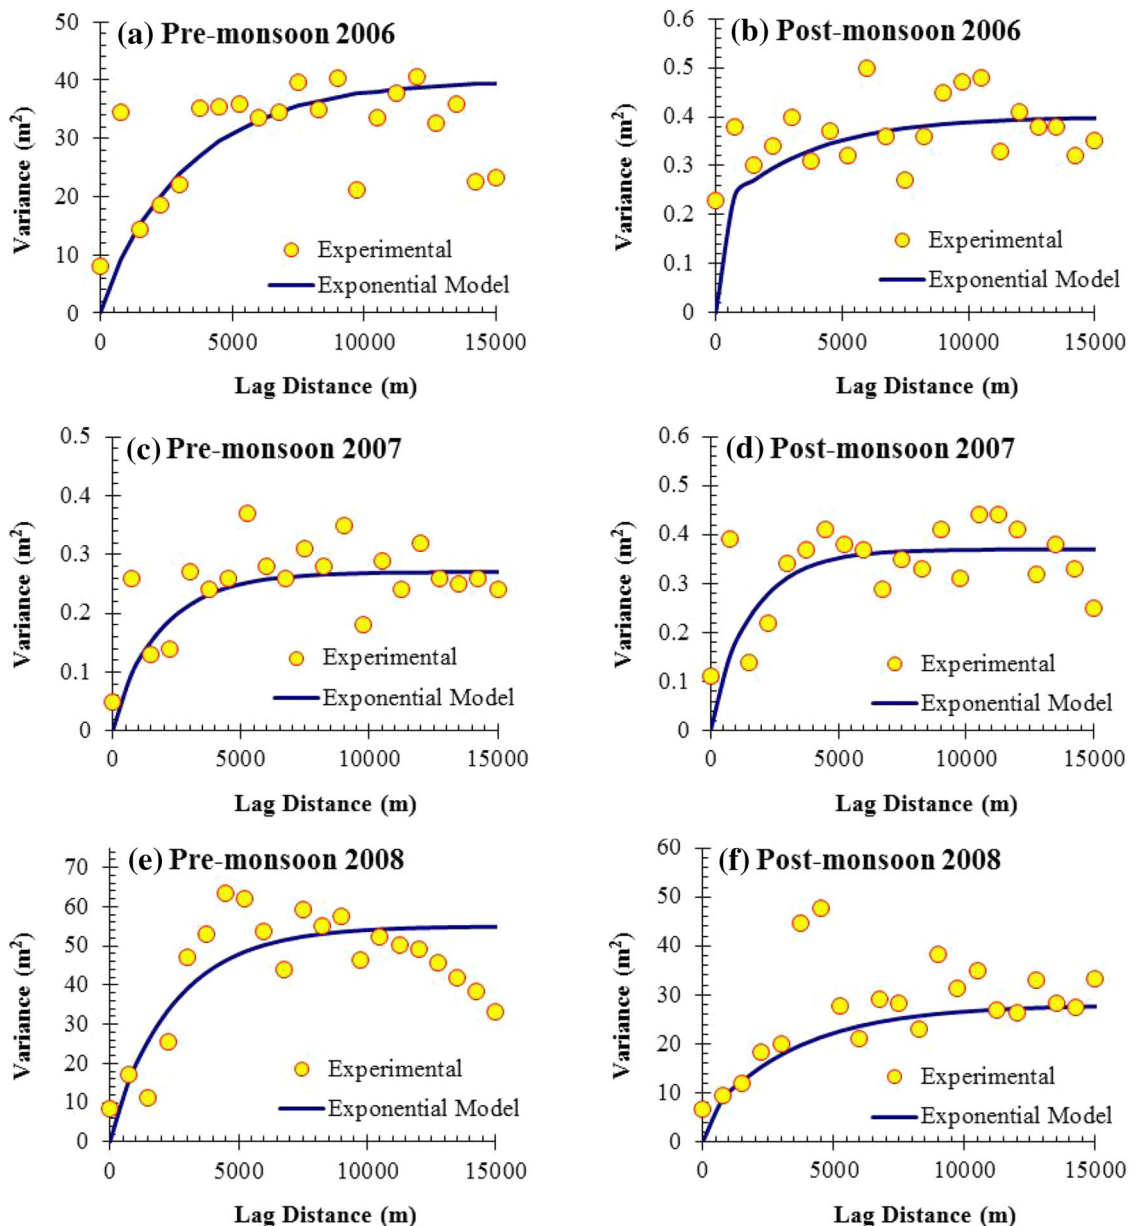 (a) Pre-monsoon 2006
50
40
30
20
10
0
Variance (m²)
Experimental
Exponential Model
0 5000 10000 15000
Lag Distance (m)
(b) Post-monsoon 2006
0.6
0.5
0.4
0.3
0.2
0.1
0
Variance (m²)
Experimental
Exponential Model
0 5000 10000 15000
Lag Distance (m)
(c) Pre-monsoon 2007
0.5
0.4
0.3
0.2
0.1
0
Variance (m²)
Experimental
Exponential Model
0 5000 10000 15000
Lag Distance (m)
(d) Post-monsoon 2007
0.6
0.5
0.4
0.3
0.2
0.1
0
Variance (m²)
Experimental
Exponential Model
0 5000 10000 15000
Lag Distance (m)
(e) Pre-monsoon 2008
70
60
50
40
30
20
10
0
Variance (m²)
Experimental
Exponential Model
0 5000 10000 15000
Lag Distance (m)
(f) Post-monsoon 2008
60
50
40
30
20
10
0
Variance (m²)
Experimental
Exponential Model
0 5000 10000 15000
Lag Distance (m)